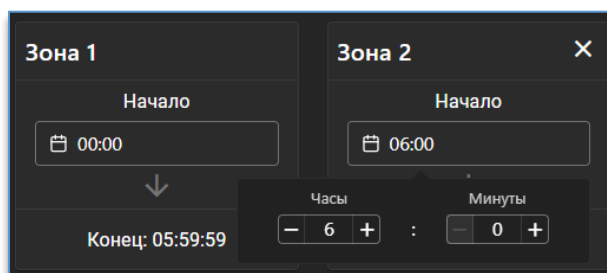 Зона 1
Начало
00:00
Конец: 05:59:59
Зона 2
Начало
06:00
Часы
6
:
Минуты
0